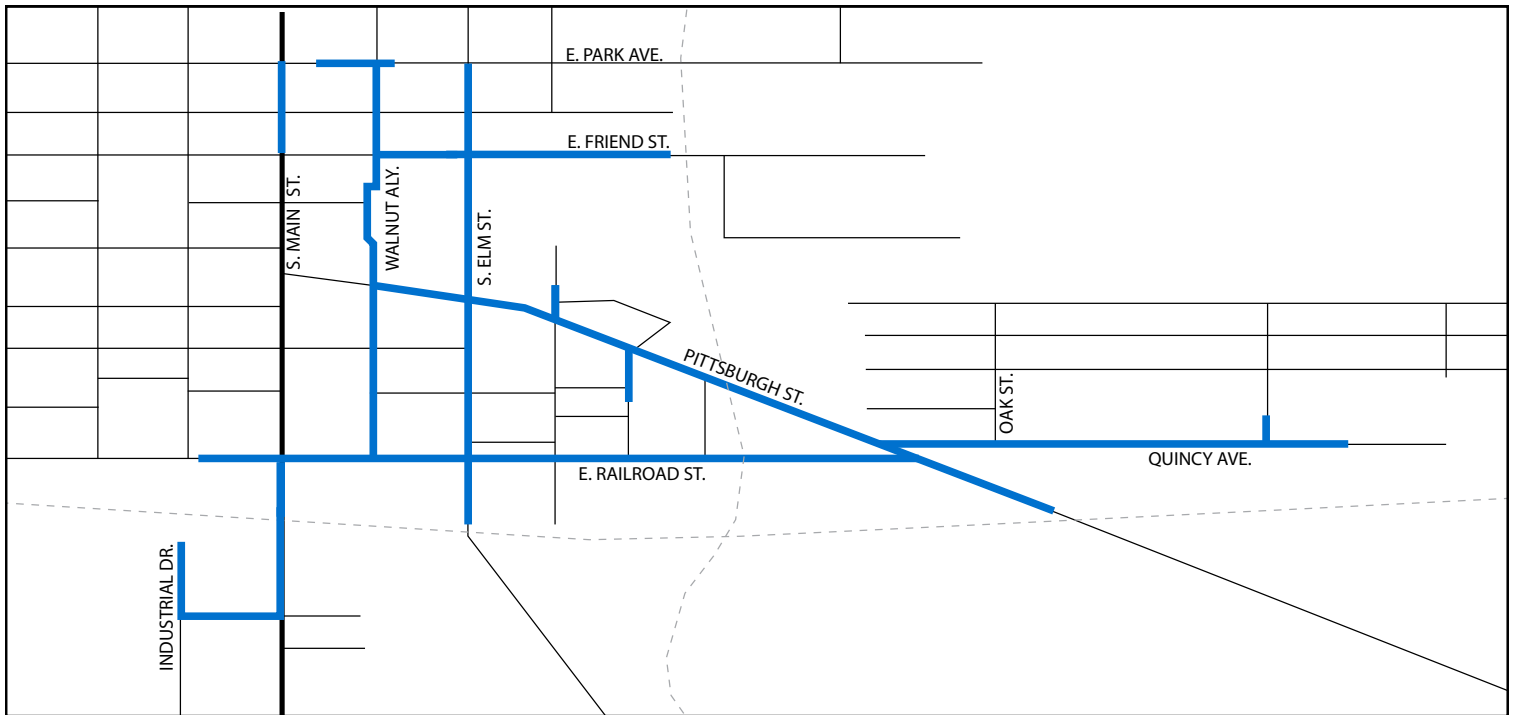 E. PARK AVE.
E. FRIEND ST.
S. MAIN ST.
WALNUT ALY.
S. ELM ST.
PITTSBURGH ST.
OAK ST.
QUINCY AVE.
E. RAILROAD ST.
INDUSTRIAL DR.